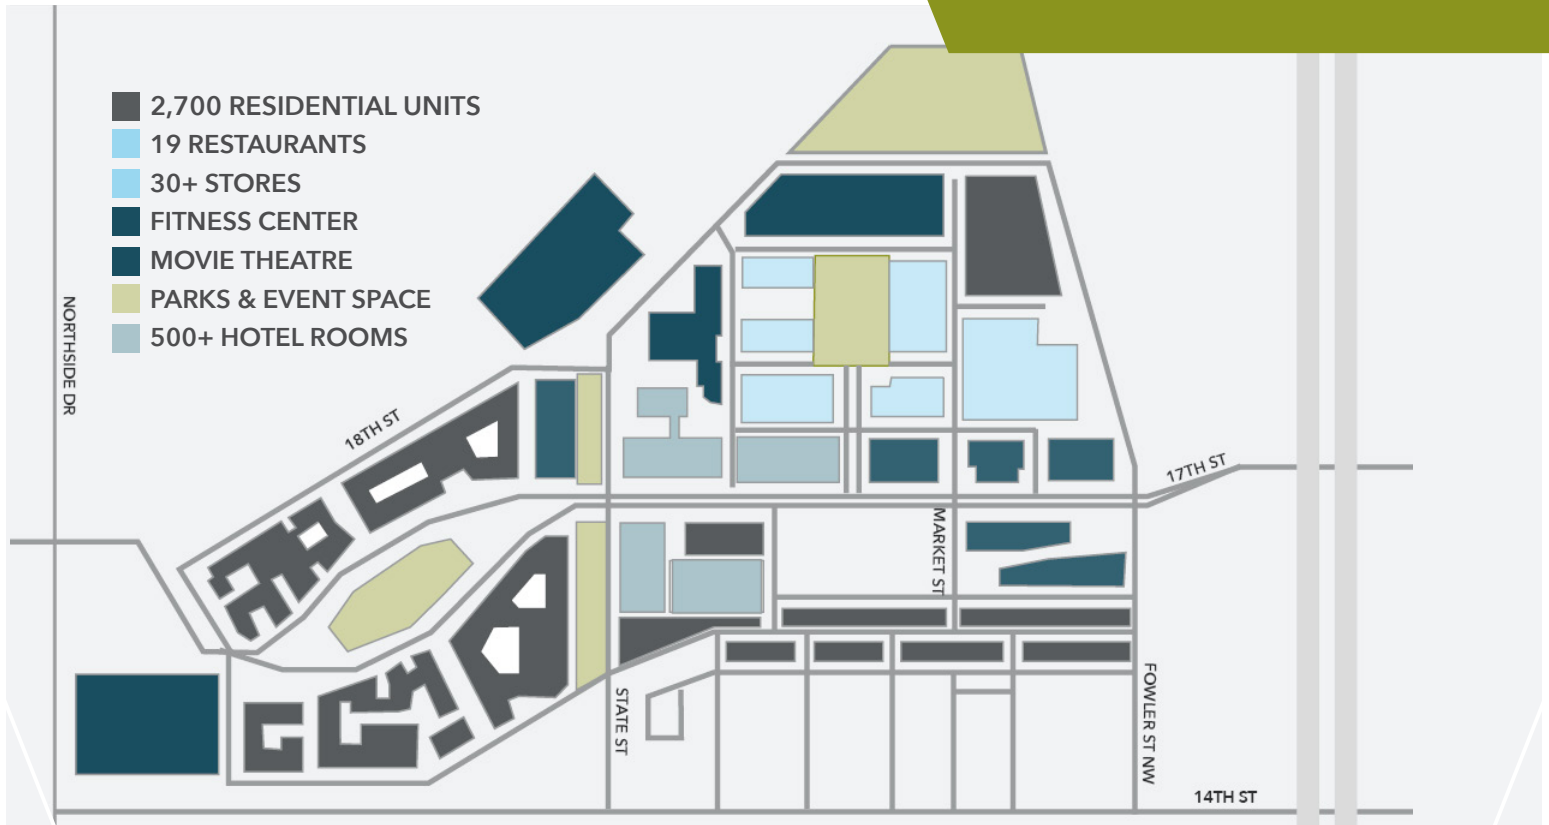 2,700 RESIDENTIAL UNITS
19 RESTAURANTS
30+ STORES
FITNESS CENTER
MOVIE THEATRE
PARKS & EVENT SPACE
500+ HOTEL ROOMS
NORTHSIDE DR
18TH ST
17TH ST
MARKET ST
STATE ST
FOWLER ST NW
14TH ST